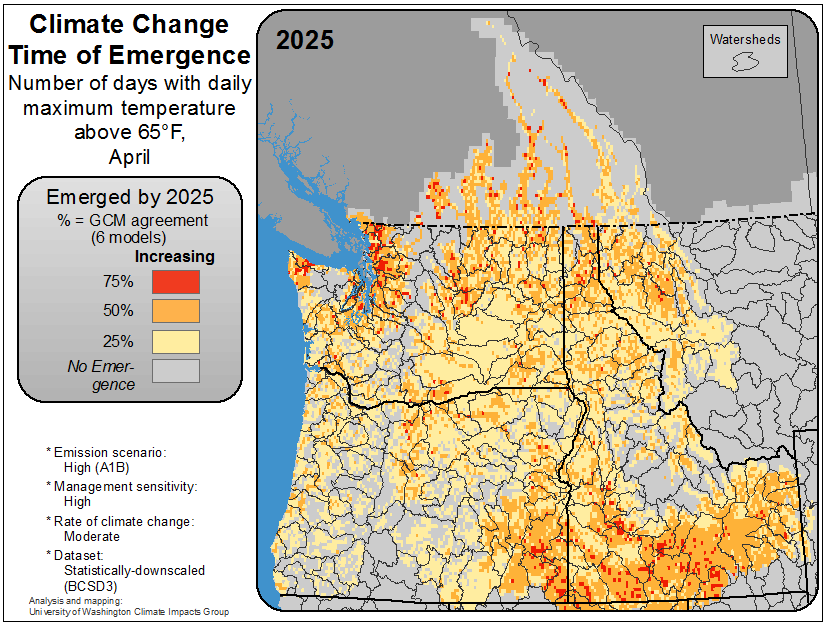 Climate Change
Time of Emergence
Number of days with daily
maximum temperature
above 65°F,
April
Emerged by 2025
% = GCM agreement
(6 models)
Increasing
75%
50%
25%
No Emer-
gence
* Emission scenario:
High (A1B)
* Management sensitivity:
High
* Rate of climate change:
Moderate
* Dataset:
Statistically-downscaled
(BCSD3)
Analysis and mapping:
University of Washington Climate Impacts Group
2025
Watersheds